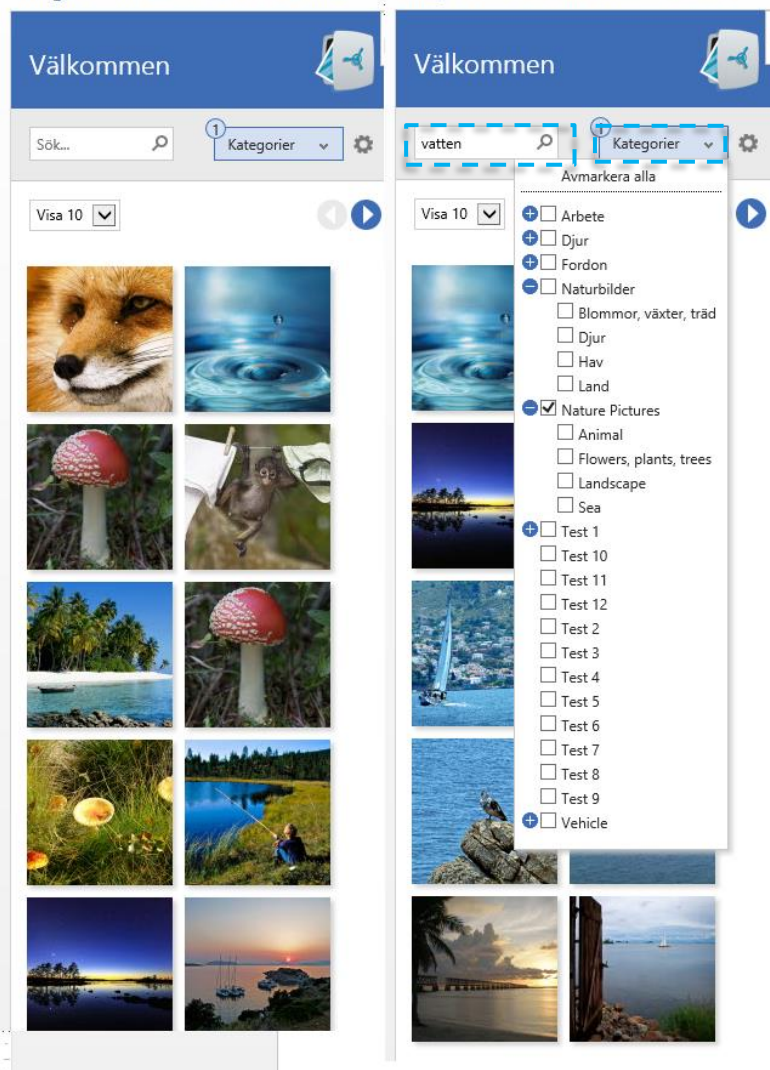 Välkommen
Sök...
1
Kategorier
Visa 10
Välkommen
vatten
1
Kategorier
Avmarkera alla
Visa 10
Arbete
Djur
Fordon
Naturbilder
Blommor, växter, träd
Djur
Hav
Land
Nature Pictures
Animal
Flowers, plants, trees
Landscape
Sea
Test 1
Test 10
Test 11
Test 12
Test 2
Test 3
Test 4
Test 5
Test 6
Test 7
Test 8
Test 9
Vehicle